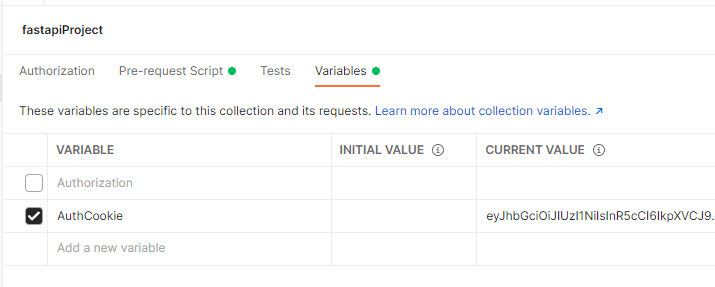 fastapiProject
Authorization Pre-request Script Tests Variables
These variables are specific to this collection and its requests. Learn more about collection variables. ↗
VARIABLE INITIAL VALUE CURRENT VALUE
Authorization
AuthCookie eyJhbGciOiJIUzI1NiIsInR5cCI6IkpXVCJ9.
Add a new variable